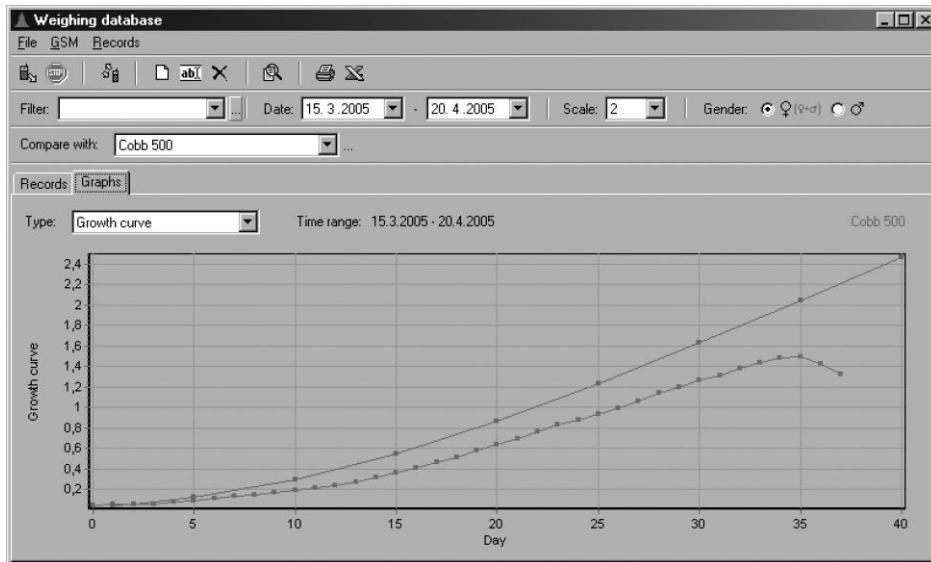 Weighing database
File GSM Records
STOP abI
Filter: ... Date: 15. 3 .2005 - 20. 4 .2005 Scale: 2 Gender: ♀ (♀+♂) ♂
Compare with: Cobb 500 ...
Records Graphs
Type: Growth curve Time range: 15.3.2005 - 20.4.2005 Cobb 500
2,4
2,2
2
1,8
1,6
1,4
1,2
1
0,8
0,6
0,4
0,2
Growth curve
0 5 10 15 20 25 30 35 40
Day